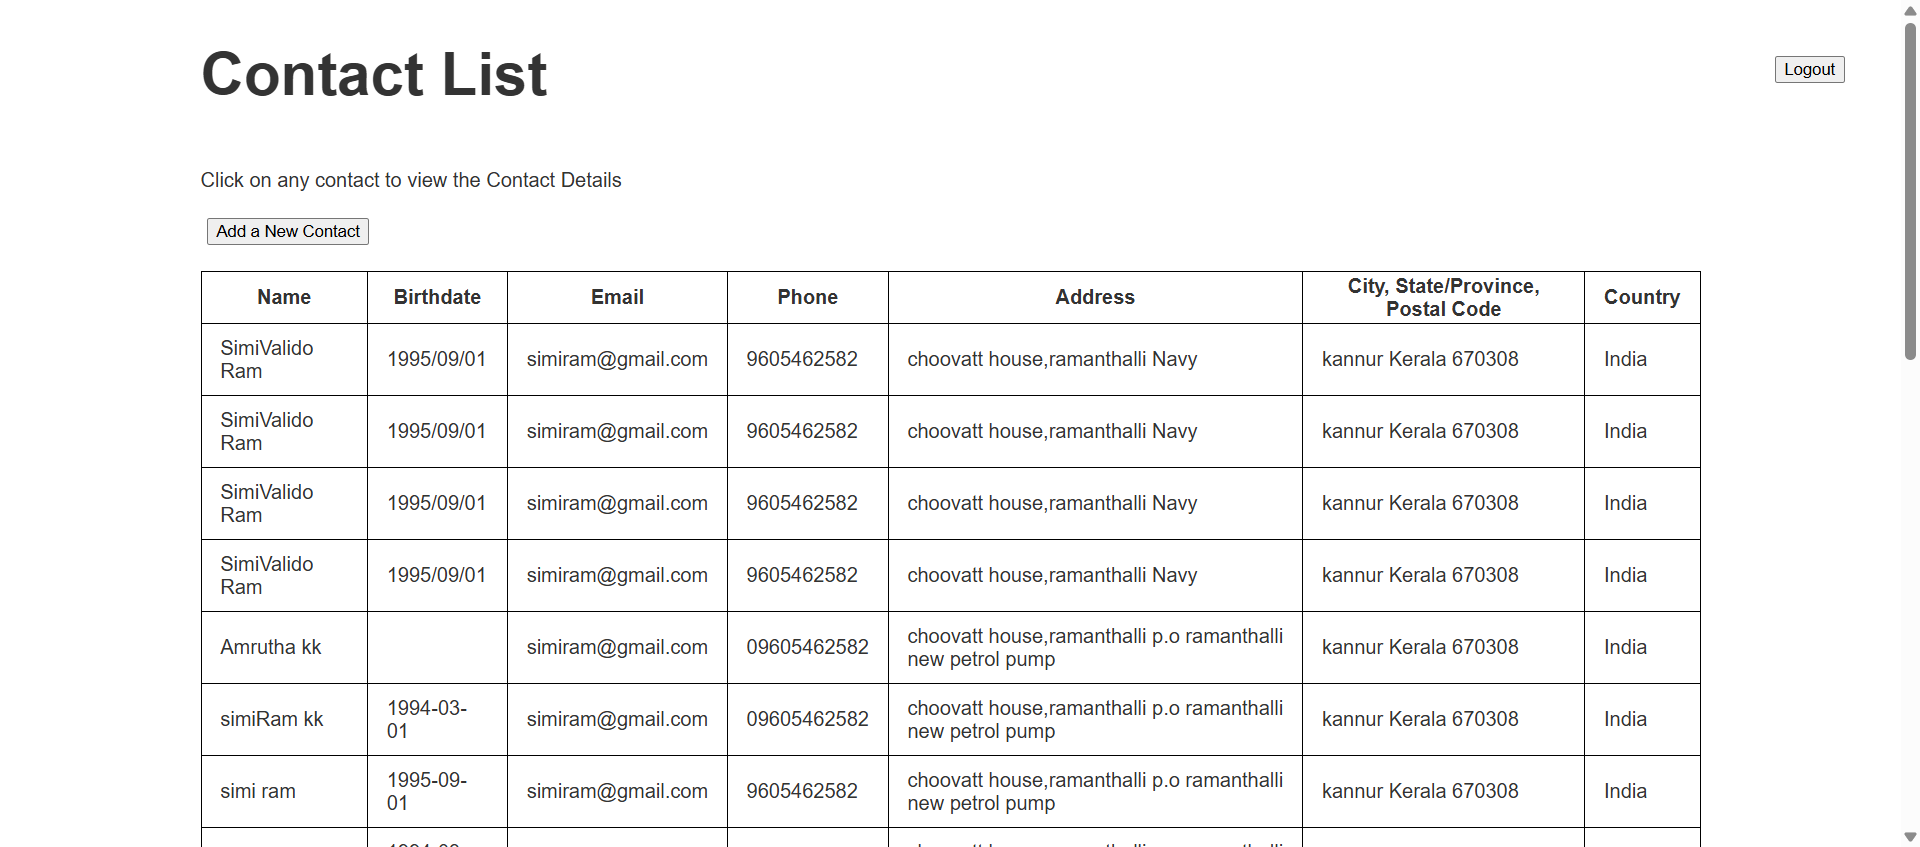 Contact List
Logout
Click on any contact to view the Contact Details
Add a New Contact
Name Birthdate Email Phone Address City, State/Province, Postal Code Country
SimiValido Ram 1995/09/01 simiram@gmail.com 9605462582 choovatt house,ramanthalli Navy kannur Kerala 670308 India
SimiValido Ram 1995/09/01 simiram@gmail.com 9605462582 choovatt house,ramanthalli Navy kannur Kerala 670308 India
SimiValido Ram 1995/09/01 simiram@gmail.com 9605462582 choovatt house,ramanthalli Navy kannur Kerala 670308 India
SimiValido Ram 1995/09/01 simiram@gmail.com 9605462582 choovatt house,ramanthalli Navy kannur Kerala 670308 India
Amrutha kk simiram@gmail.com 09605462582 choovatt house,ramanthalli p.o ramanthalli new petrol pump kannur Kerala 670308 India
simiRam kk 1994-03-01 simiram@gmail.com 09605462582 choovatt house,ramanthalli p.o ramanthalli new petrol pump kannur Kerala 670308 India
simi ram 1995-09-01 simiram@gmail.com 9605462582 choovatt house,ramanthalli p.o ramanthalli new petrol pump kannur Kerala 670308 India